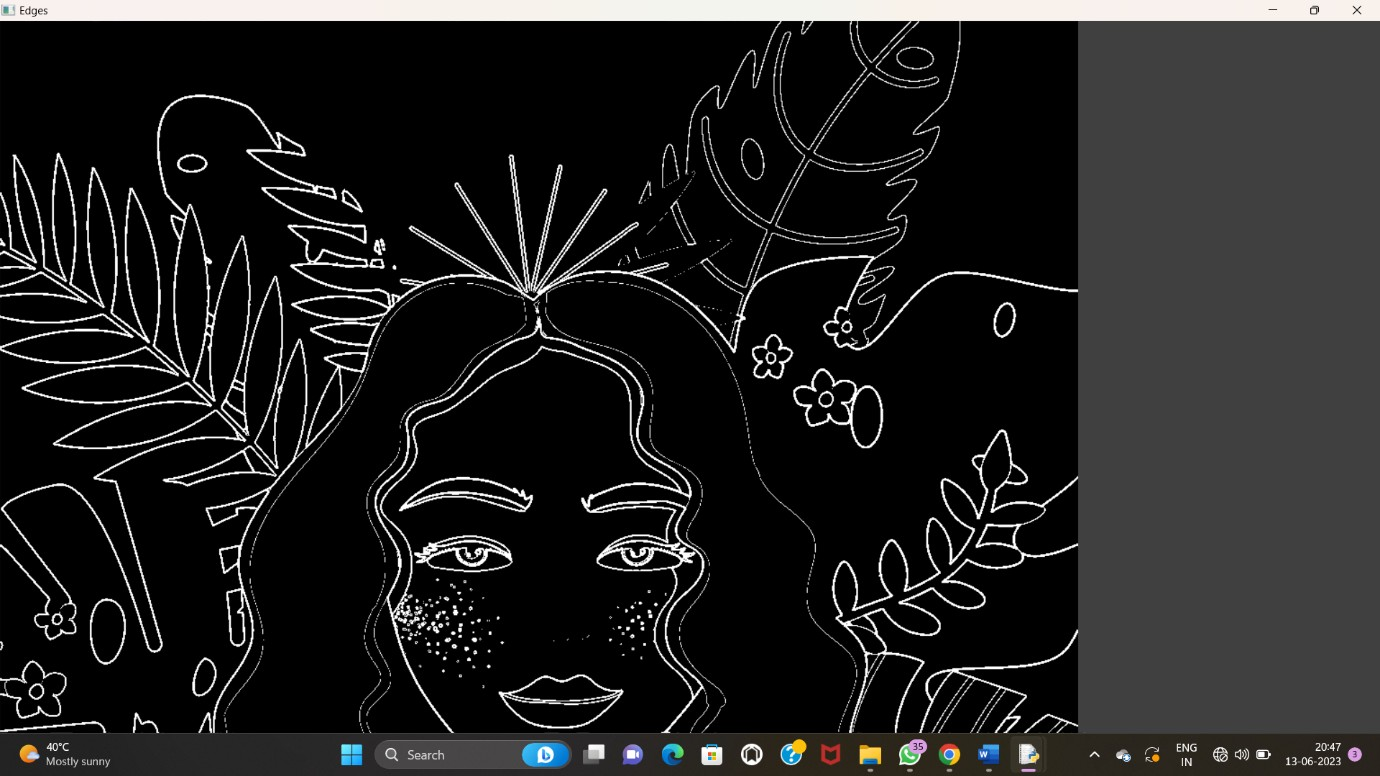 Edges
40°C
Mostly sunny
Search
35
ENG
IN
20:47
13-06-2023
3